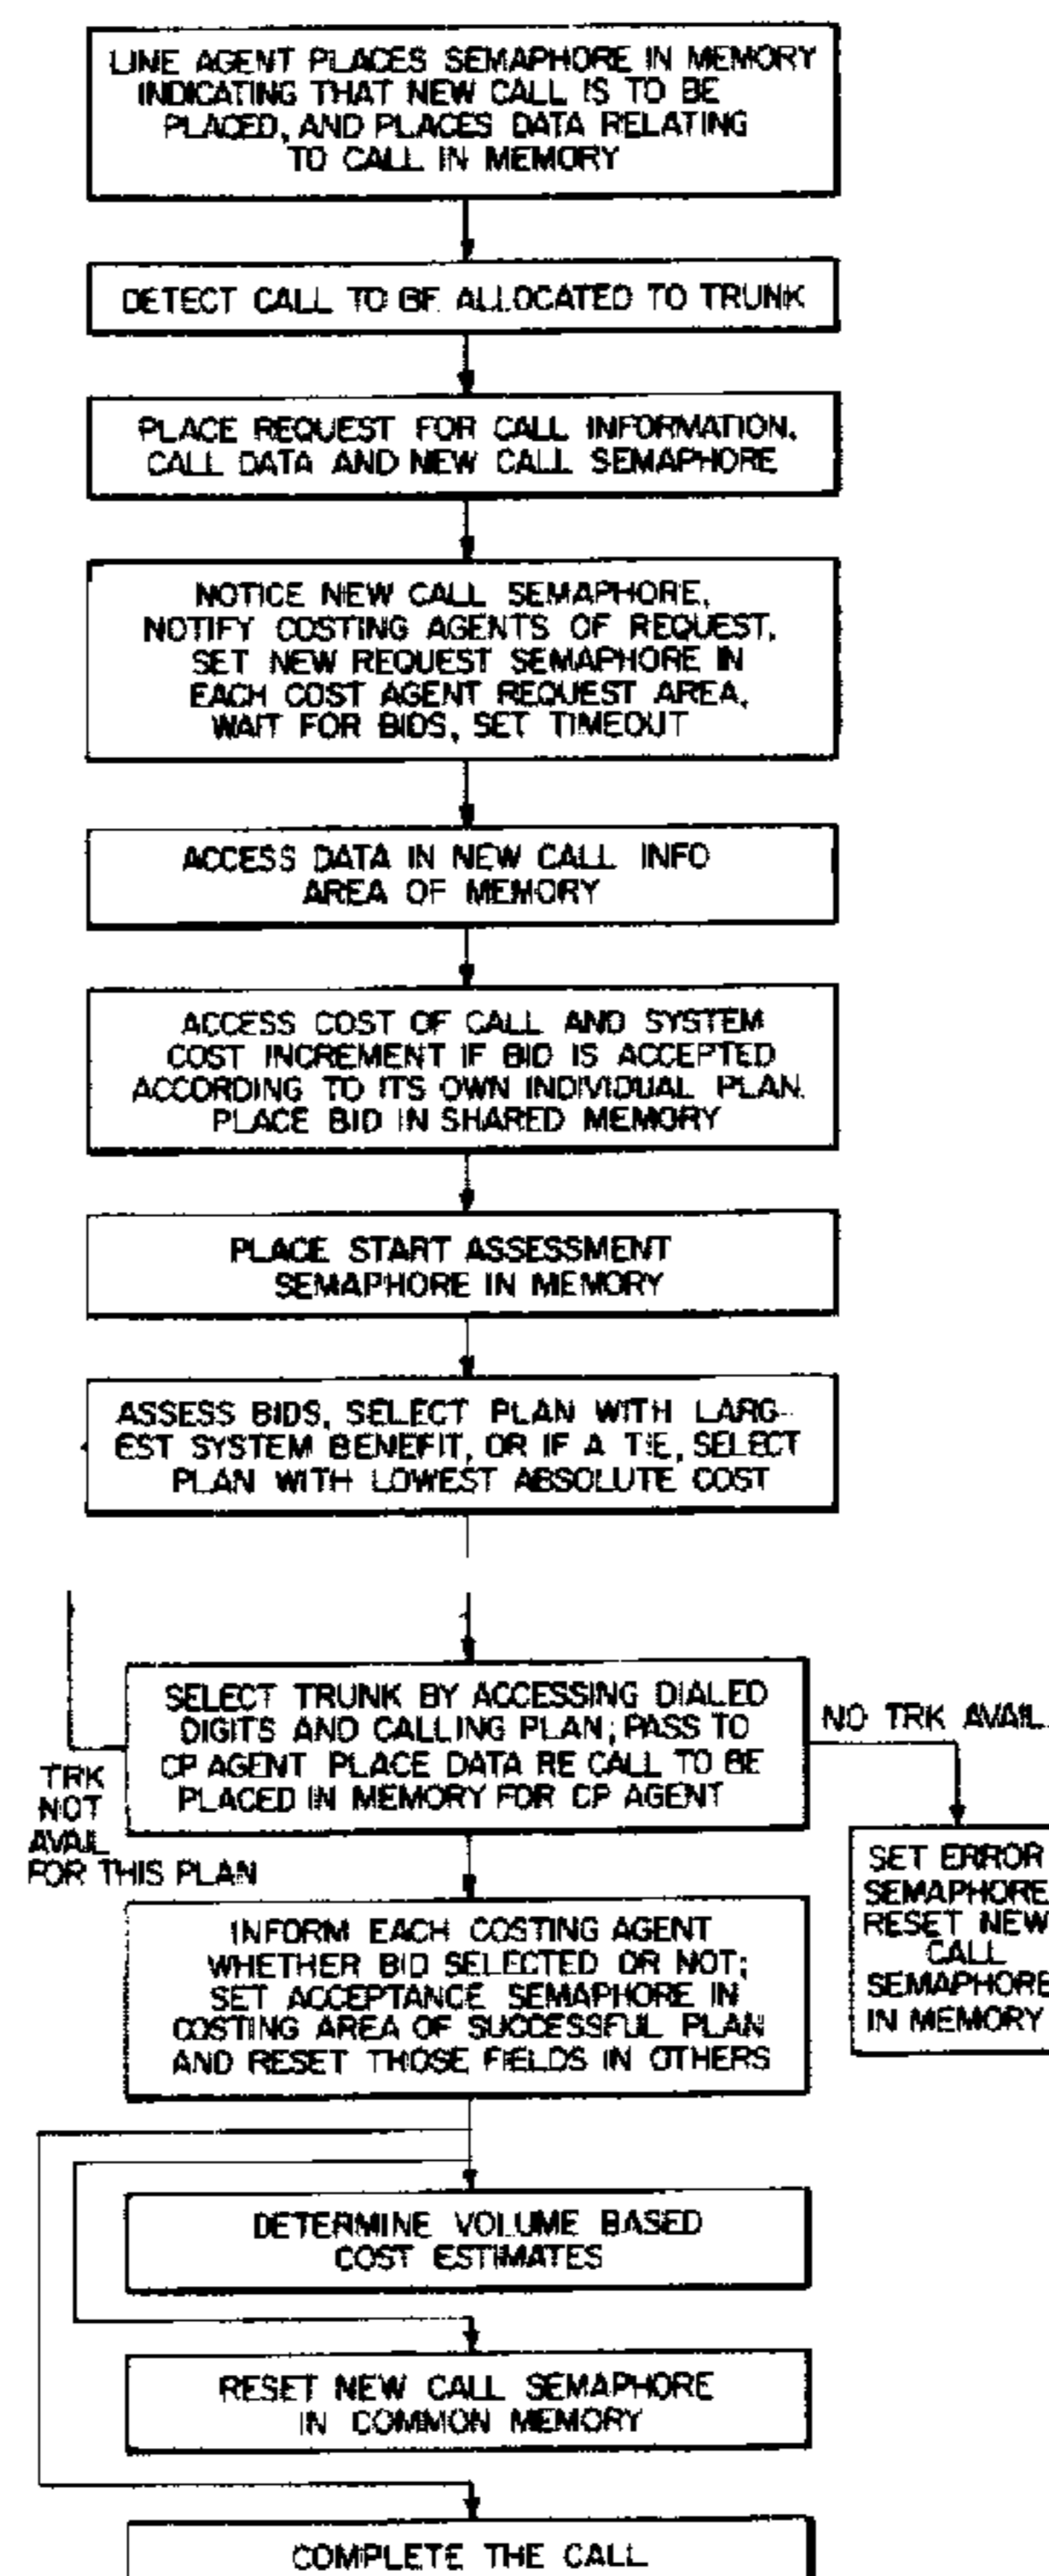 LINE AGENT PLACES SEMAPHORE IN MEMORY
INDICATING THAT NEW CALL IS TO BE
PLACED, AND PLACES DATA RELATING
TO CALL IN MEMORY
DETECT CALL TO BE ALLOCATED TO TRUNK
PLACE REQUEST FOR CALL INFORMATION,
CALL DATA AND NEW CALL SEMAPHORE
NOTICE NEW CALL SEMAPHORE,
NOTIFY COSTING AGENTS OF REQUEST,
SET NEW REQUEST SEMAPHORE IN
EACH COST AGENT REQUEST AREA,
WAIT FOR BIDS, SET TIMEOUT
ACCESS DATA IN NEW CALL INFO
AREA OF MEMORY
ACCESS COST OF CALL AND SYSTEM
COST INCREMENT IF BID IS ACCEPTED
ACCORDING TO ITS OWN INDIVIDUAL PLAN.
PLACE BID IN SHARED MEMORY
PLACE START ASSESSMENT
SEMAPHORE IN MEMORY
ASSESS BIDS, SELECT PLAN WITH LARG-
EST SYSTEM BENEFIT, OR IF A TIE, SELECT
PLAN WITH LOWEST ABSOLUTE COST
SELECT TRUNK BY ACCESSING DIALED
DIGITS AND CALLING PLAN; PASS TO
CP AGENT PLACE DATA RE CALL TO BE
PLACED IN MEMORY FOR CP AGENT
NO TRK AVAIL.
TRK
NOT
AVAIL
FOR THIS PLAN
SET ERROR
SEMAPHORE
RESET NEW
CALL
SEMAPHORE
IN MEMORY
INFORM EACH COSTING AGENT
WHETHER BID SELECTED OR NOT;
SET ACCEPTANCE SEMAPHORE IN
COSTING AREA OF SUCCESSFUL PLAN
AND RESET THOSE FIELDS IN OTHERS
DETERMINE VOLUME BASED
COST ESTIMATES
RESET NEW CALL SEMAPHORE
IN COMMON MEMORY
COMPLETE THE CALL